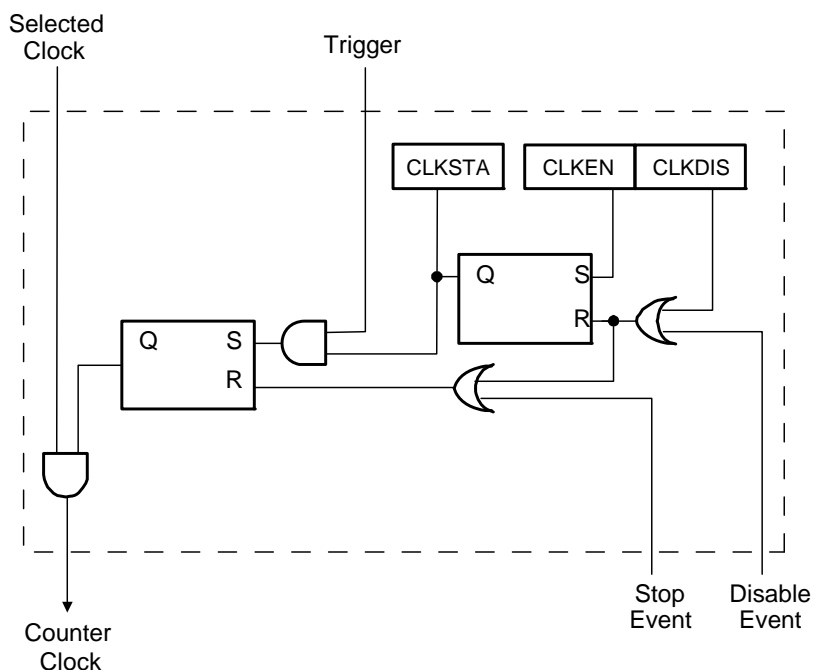 Selected
Clock
Trigger
CLKSTA
CLKEN
CLKDIS
Q
S
R
Q
S
R
Stop
Event
Disable
Event
Counter
Clock